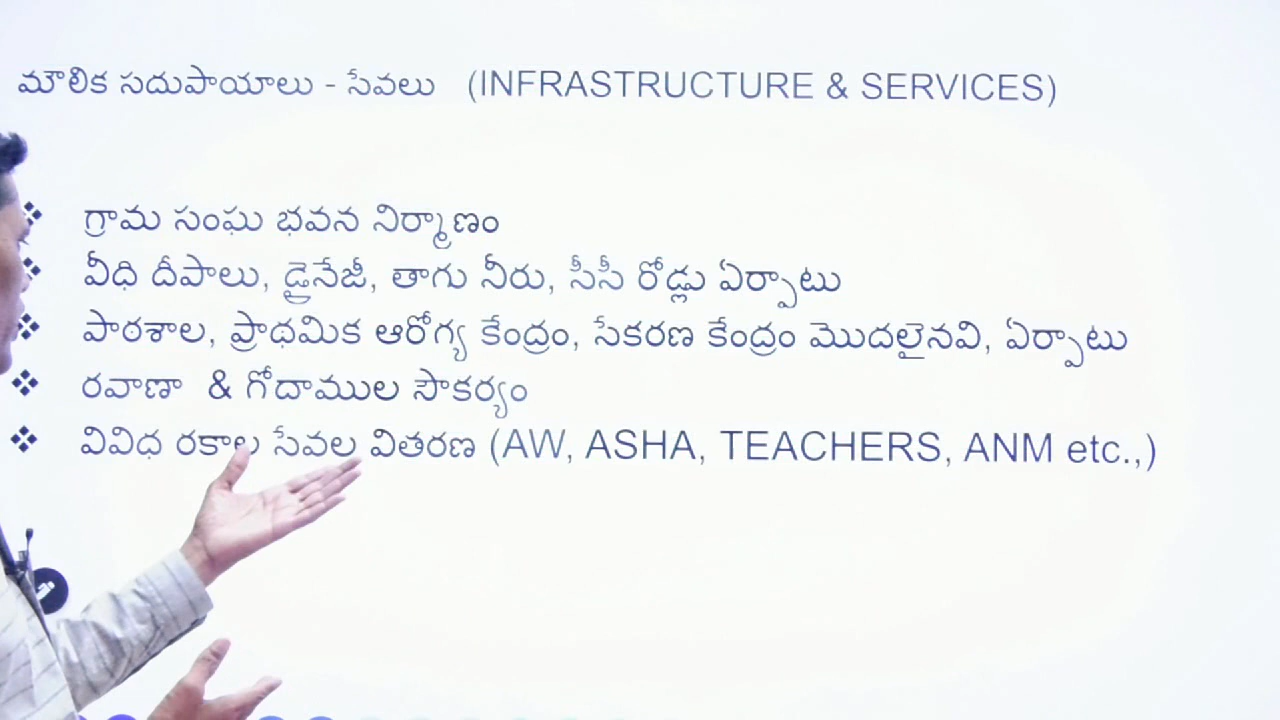 మౌలిక సదుపాయాలు - సేవలు (INFRASTRUCTURE & SERVICES)
❖ గ్రామ సంఘ భవన నిర్మాణం
❖ వీధి దీపాలు, డ్రైనేజీ, తాగు నీరు, సీసీ రోడ్లు ఏర్పాటు
❖ పాఠశాల, ప్రాథమిక ఆరోగ్య కేంద్రం, సేకరణ కేంద్రం మొదలైనవి, ఏర్పాటు
❖ రవాణా & గోదాముల సౌకర్యం
❖ వివిధ రకాల సేవల వితరణ (AW, ASHA, TEACHERS, ANM etc.,)